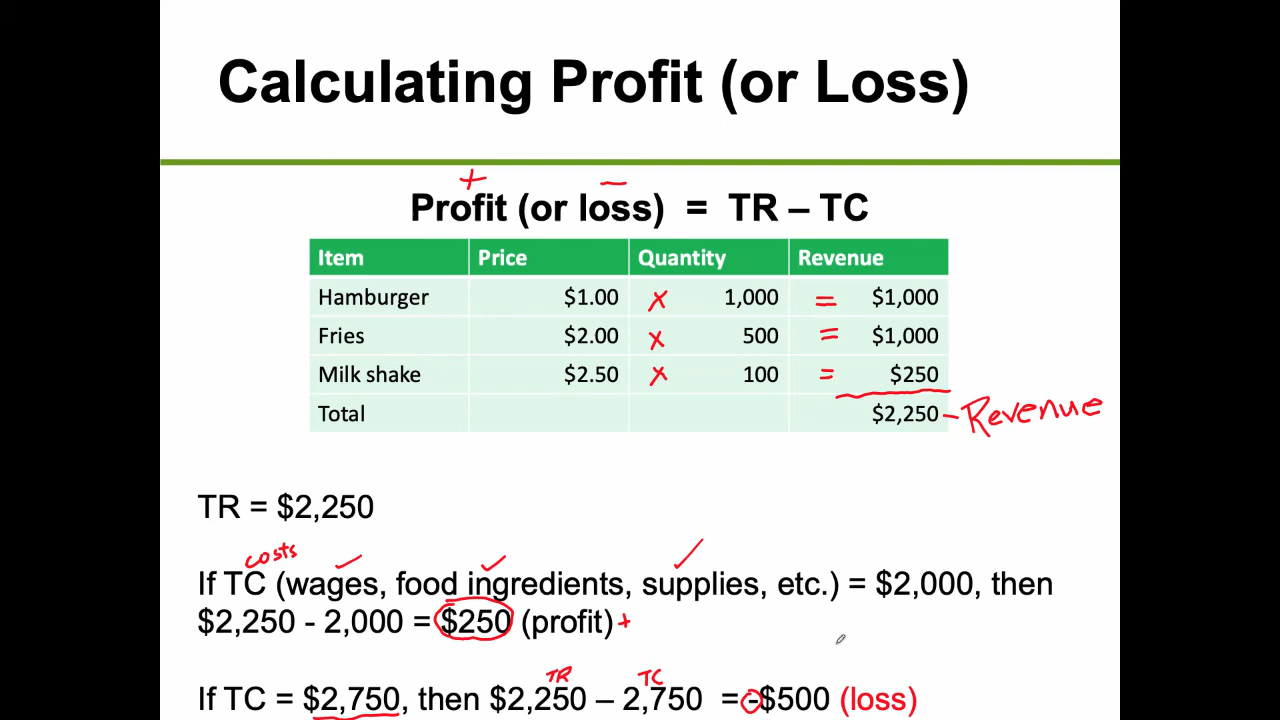 Calculating Profit (or Loss)
+ −
Profit (or loss) = TR – TC
Item Price Quantity Revenue
Hamburger $1.00 × 1,000 = $1,000
Fries $2.00 × 500 = $1,000
Milk shake $2.50 × 100 = $250
Total $2,250 – Revenue
TR = $2,250
costs ✓ ✓ ✓
If TC (wages, food ingredients, supplies, etc.) = $2,000, then
$2,250 - 2,000 = $250 (profit) +
TR TC
If TC = $2,750, then $2,250 – 2,750 = -$500 (loss)